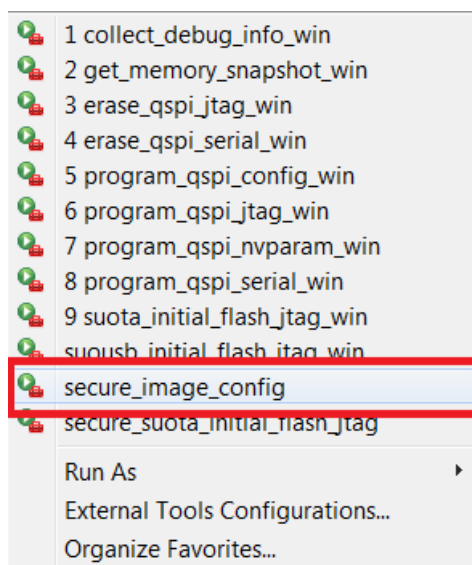 1 collect_debug_info_win
2 get_memory_snapshot_win
3 erase_qspi_jtag_win
4 erase_qspi_serial_win
5 program_qspi_config_win
6 program_qspi_jtag_win
7 program_qspi_nvparam_win
8 program_qspi_serial_win
9 suota_initial_flash_jtag_win
suousb_initial_flash_jtag_win
secure_image_config
secure_suota_initial_flash_jtag
Run As
External Tools Configurations...
Organize Favorites...